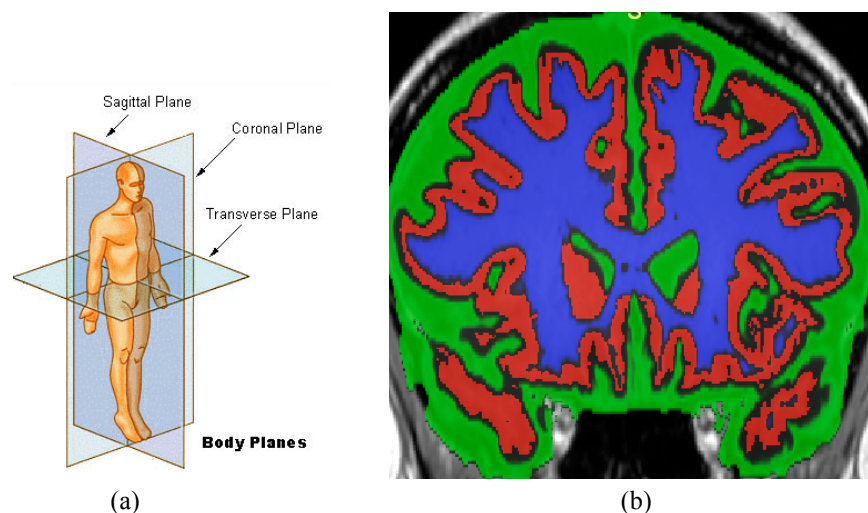 Sagittal Plane
Coronal Plane
Transverse Plane
Body Planes
S
(a)
(b)